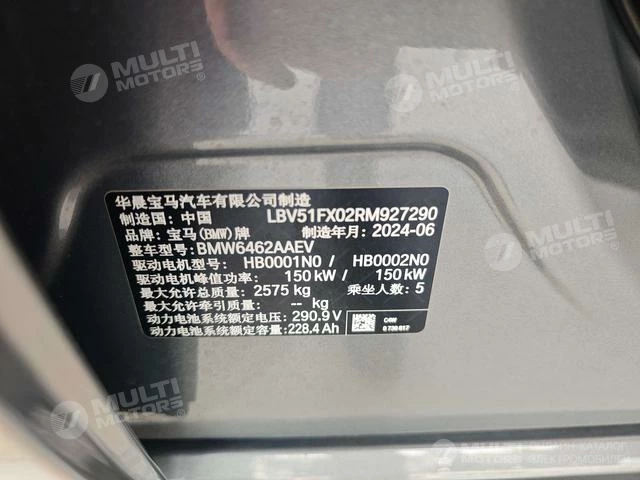 MULTI MOTORS®
MULTI MOTORS®
MULTI MOTORS®
华晨宝马汽车有限公司制造
制造国: 中国 LBV51FX02RM927290
品牌: 宝马(BMW)牌 制造年月: 2024-06
整车型号: BMW6462AAEV
驱动电机型号: HB0001N0 / HB0002N0
驱动电机峰值功率: 150 kW / 150 kW
最大允许总质量: 2575 kg 乘坐人数: 5
最大允许牵引质量: -- kg
动力电池系统额定电压: 290.9 V
动力电池系统额定容量: 228.4 Ah
MULTI MOTORS®
MULTI MOTORS
ОНЛАЙН-КАТАЛОГ
ЭЛЕКТРОМОБИЛЕЙ